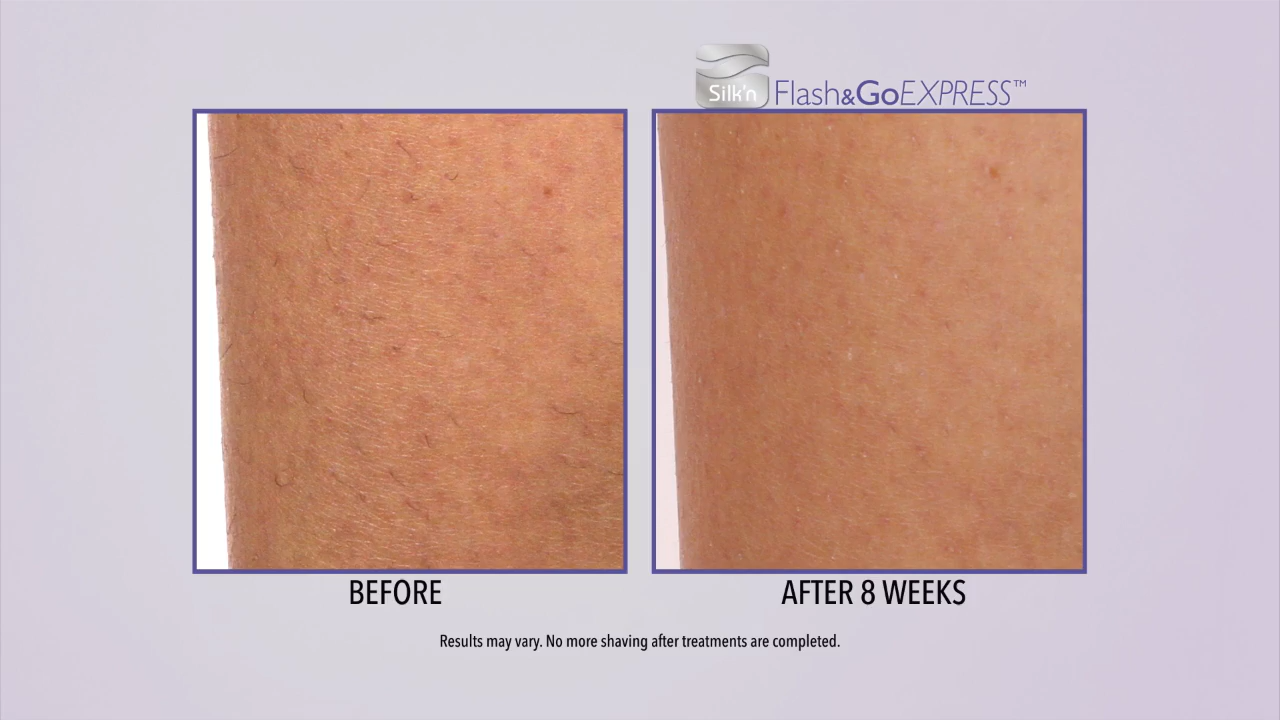 Silk'n Flash&GoEXPRESS™
BEFORE
AFTER 8 WEEKS
Results may vary. No more shaving after treatments are completed.